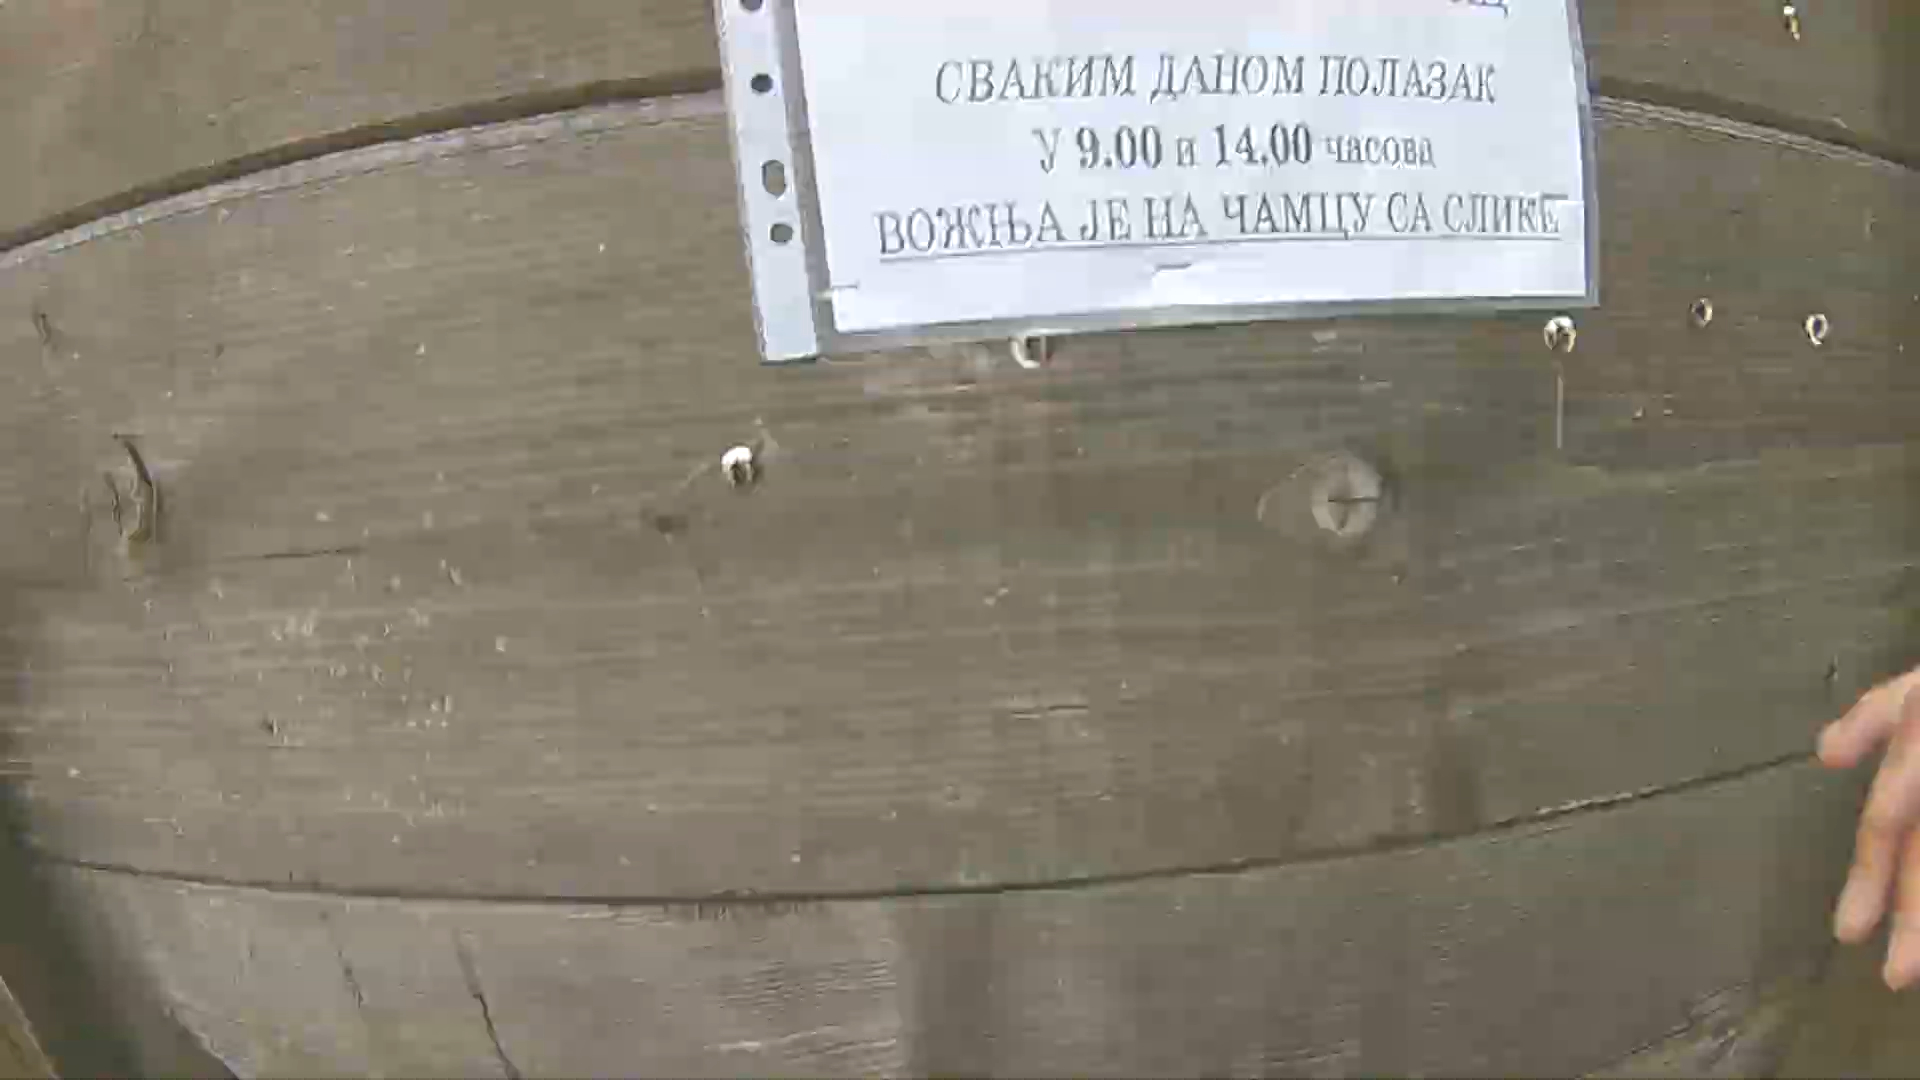 СВАКИМ ДАНОМ ПОЛАЗАК
У 9.00 и 14.00 часова
ВОЖЊА ЈЕ НА ЧАМЦУ СА СЛИКЕ